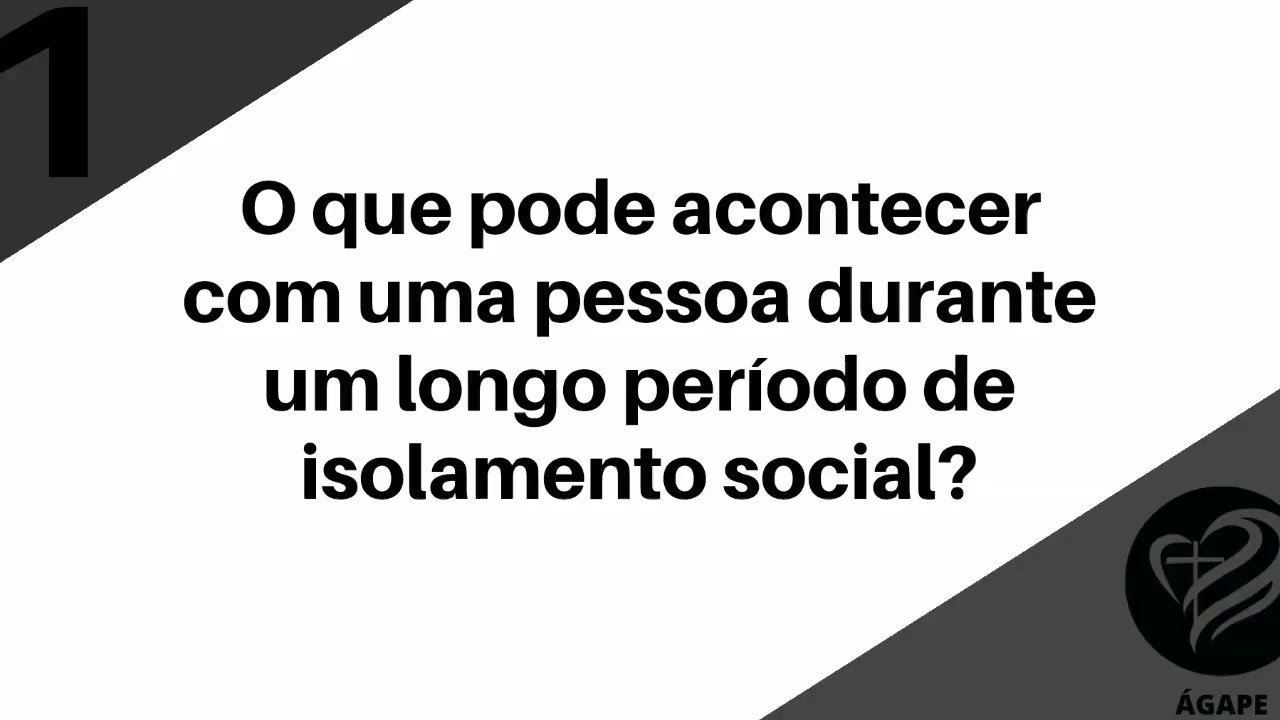 1
O que pode acontecer
com uma pessoa durante
um longo período de
isolamento social?
ÁGAPE